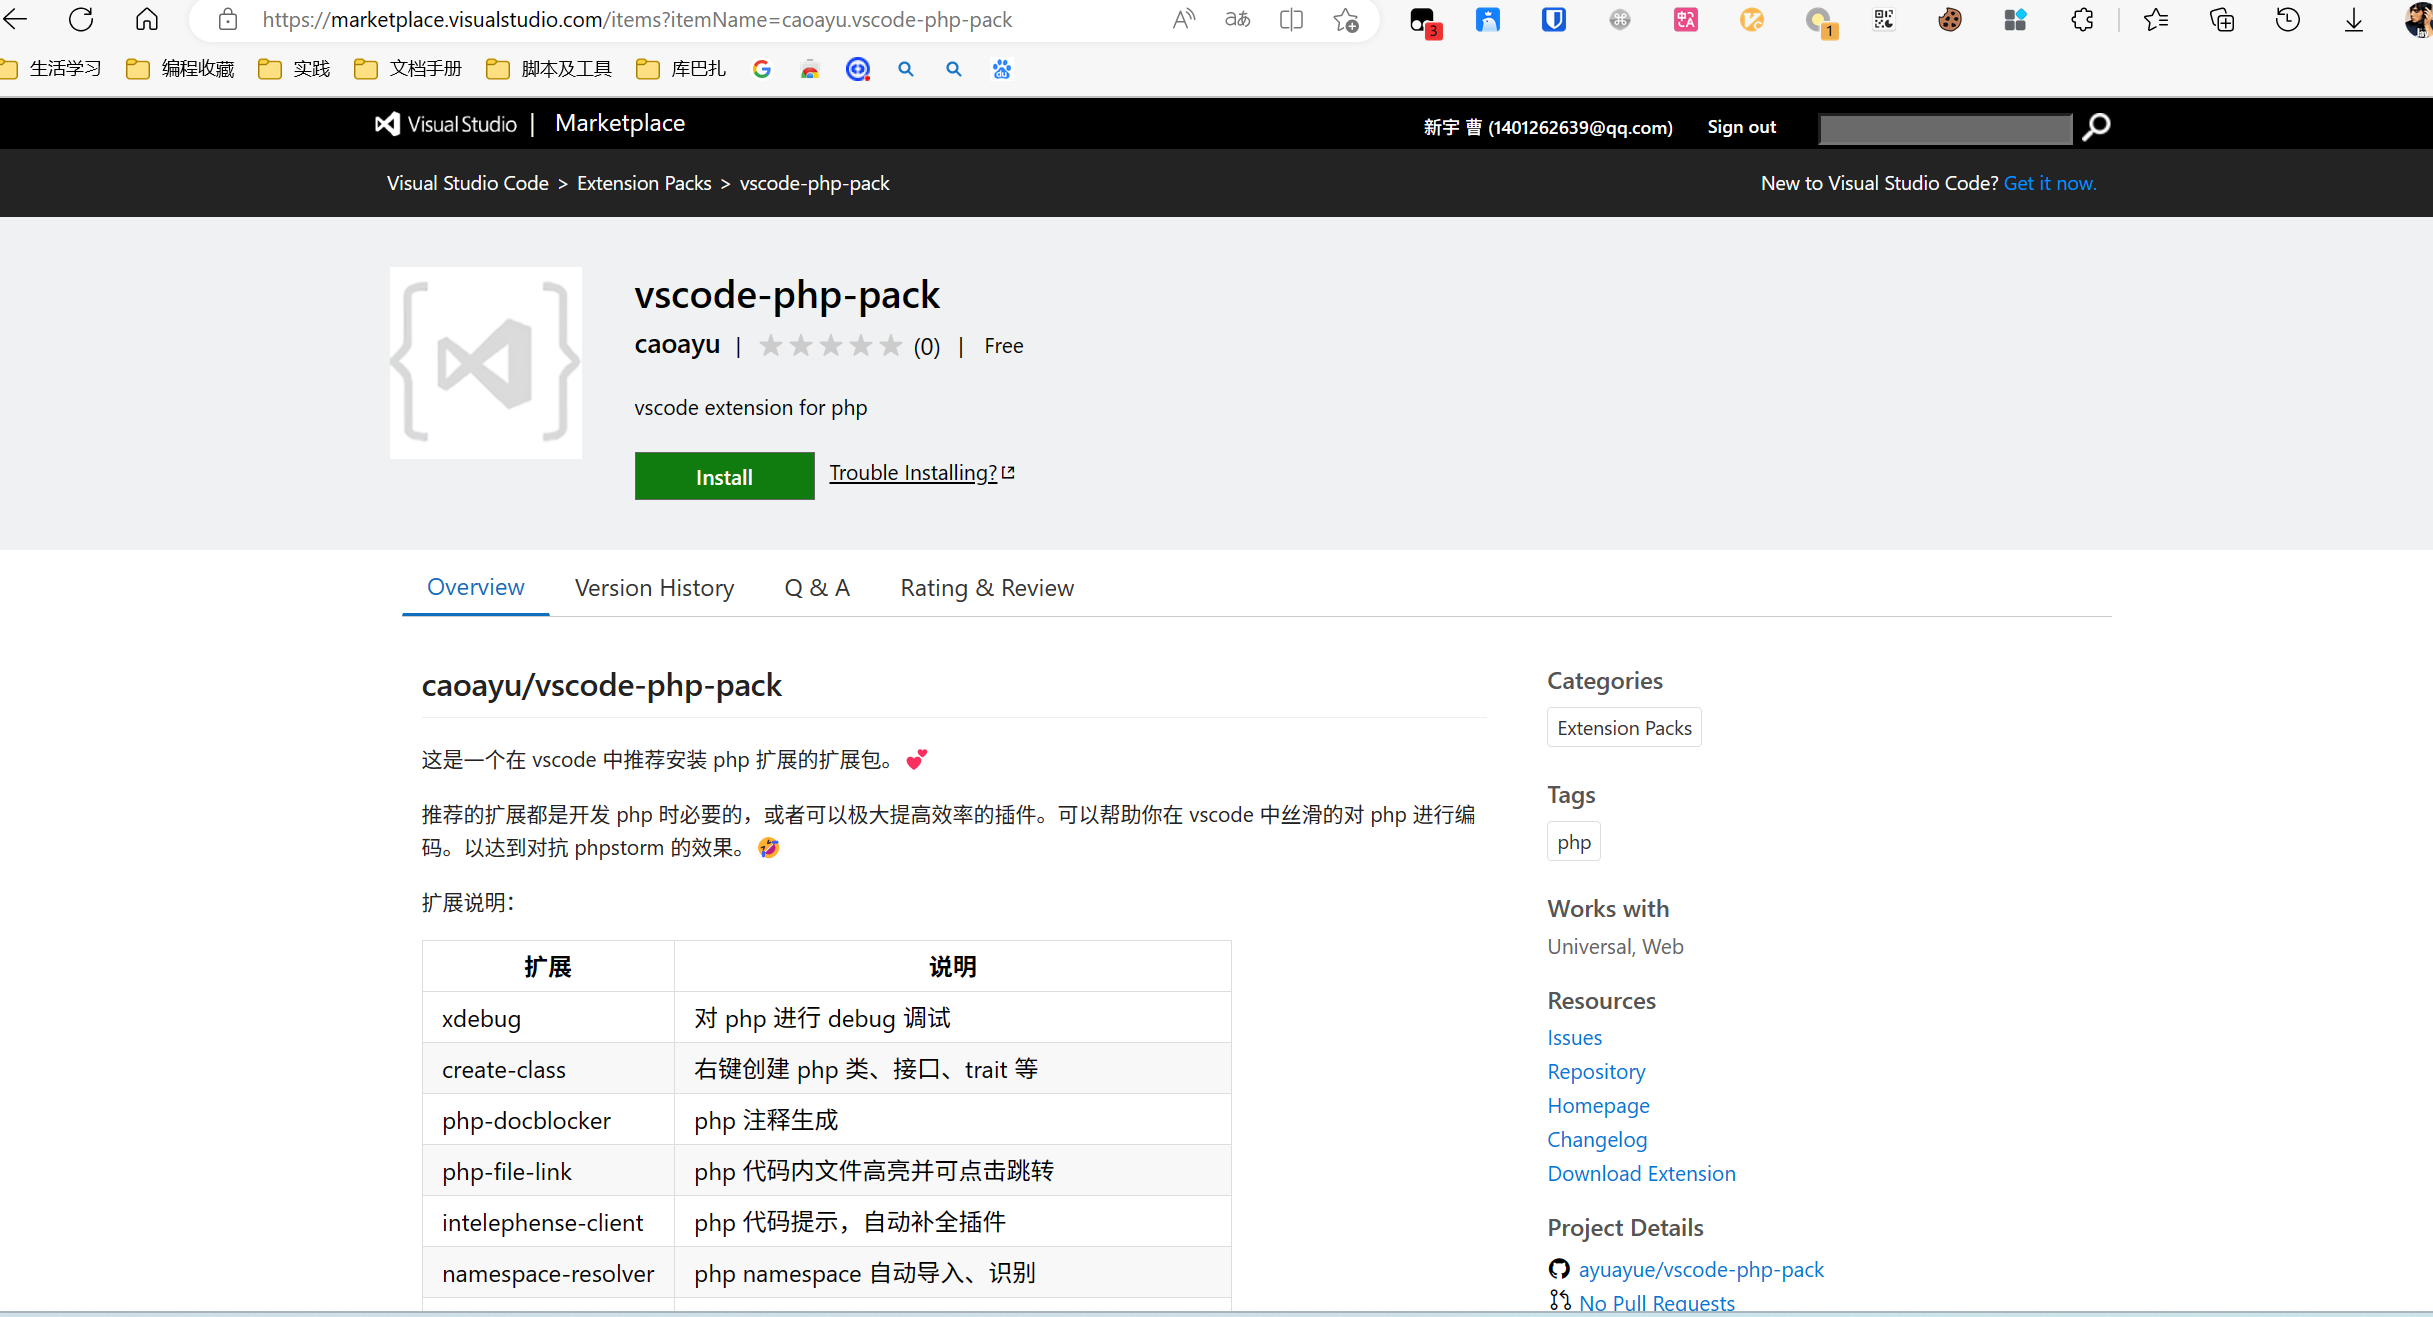 https://marketplace.visualstudio.com/items?itemName=caoayu.vscode-php-pack
3
1
生活学习 编程收藏 实践 文档手册 脚本及工具 库巴扎
Visual Studio | Marketplace
新宇 曹 (1401262639@qq.com) Sign out
Visual Studio Code > Extension Packs > vscode-php-pack
New to Visual Studio Code? Get it now.
vscode-php-pack
caoayu | ★★★★★ (0) | Free
vscode extension for php
Install Trouble Installing?
Overview Version History Q & A Rating & Review
caoayu/vscode-php-pack
这是一个在 vscode 中推荐安装 php 扩展的扩展包。💕
推荐的扩展都是开发 php 时必要的，或者可以极大提高效率的插件。可以帮助你在 vscode 中丝滑的对 php 进行编
码。以达到对抗 phpstorm 的效果。🤣
扩展说明：
扩展 说明
xdebug 对 php 进行 debug 调试
create-class 右键创建 php 类、接口、trait 等
php-docblocker php 注释生成
php-file-link php 代码内文件高亮并可点击跳转
intelephense-client php 代码提示，自动补全插件
namespace-resolver php namespace 自动导入、识别
Categories
Extension Packs
Tags
php
Works with
Universal, Web
Resources
Issues
Repository
Homepage
Changelog
Download Extension
Project Details
ayuayue/vscode-php-pack
No Pull Requests